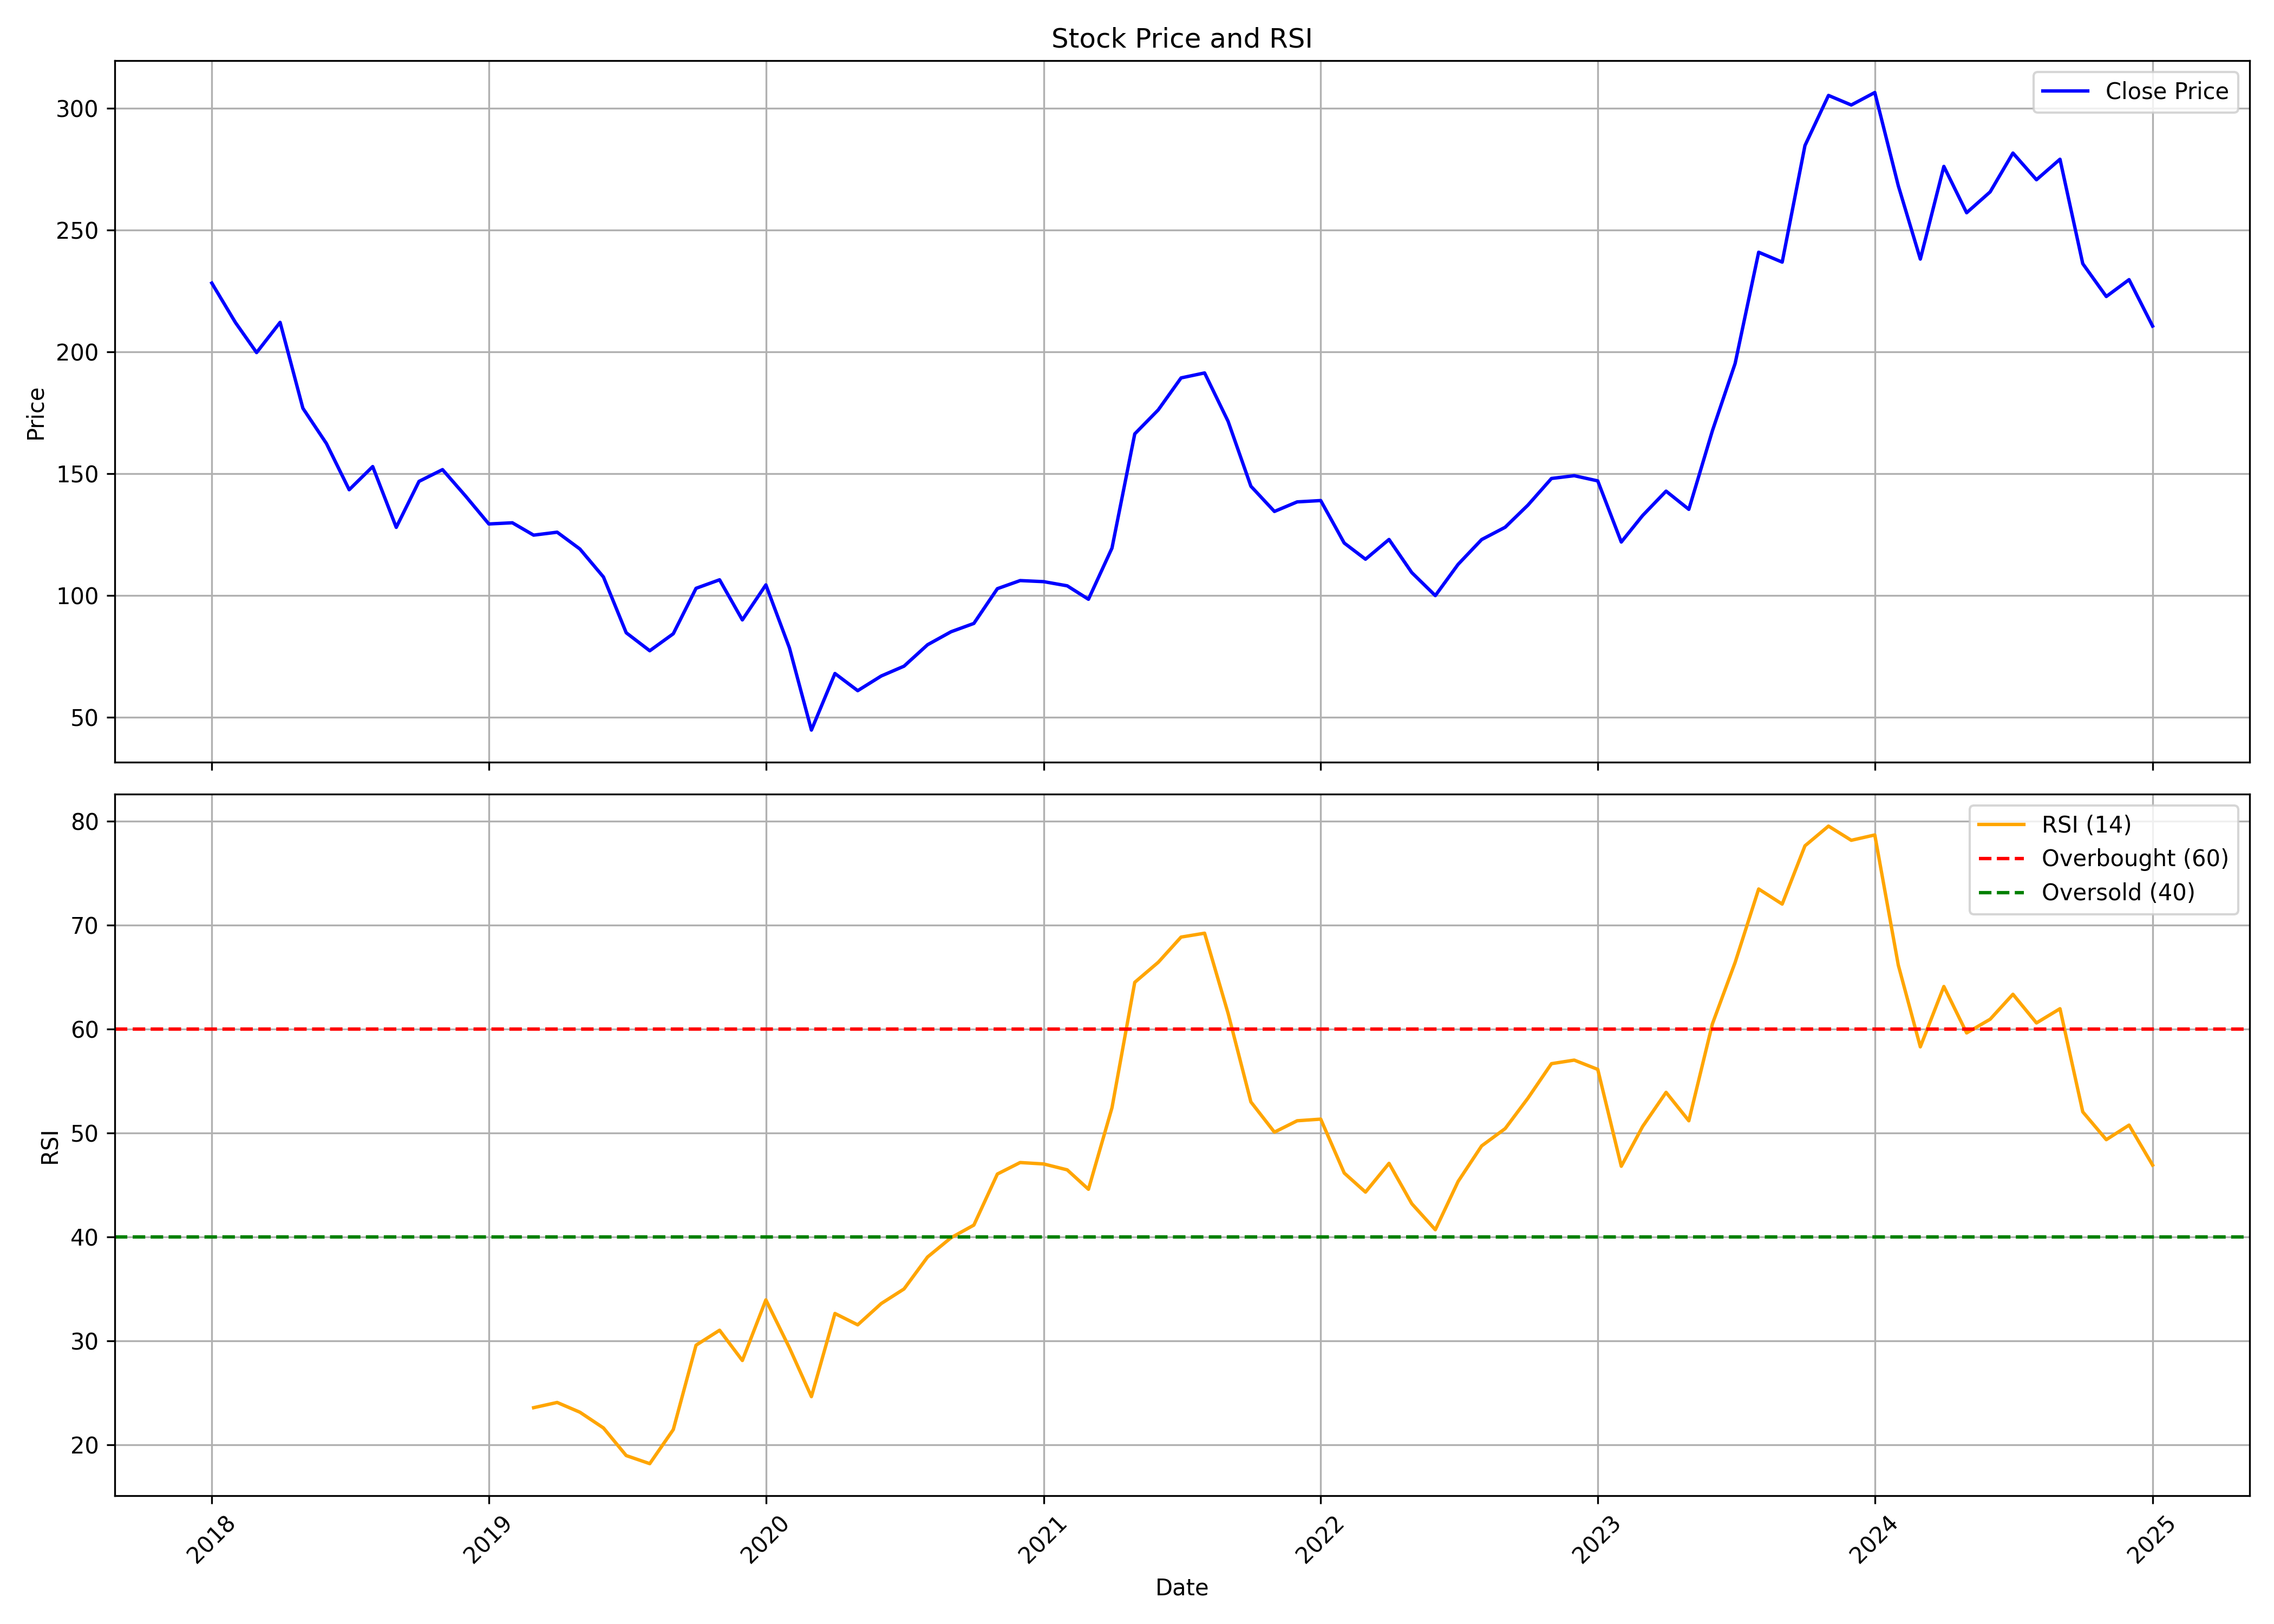 Stock Price and RSI
Close Price
300
250
200
150
100
50
Price
RSI (14)
Overbought (60)
Oversold (40)
80
70
60
50
40
30
20
RSI
2018
2019
2020
2021
2022
2023
2024
2025
Date